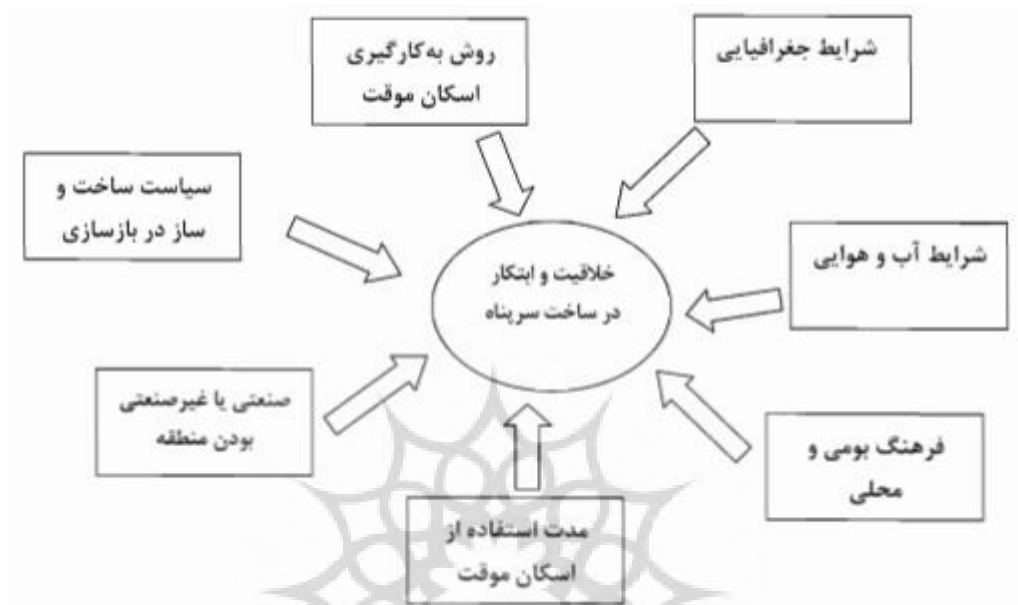 شرایط جغرافیایی
روش به‌کارگیری
اسکان موقت
سیاست ساخت و
ساز در بازسازی
شرایط آب و هوایی
خلاقیت و ابتکار
در ساخت سرپناه
صنعتی یا غیرصنعتی
بودن منطقه
فرهنگ بومی و
محلی
مدت استفاده از
اسکان موقت